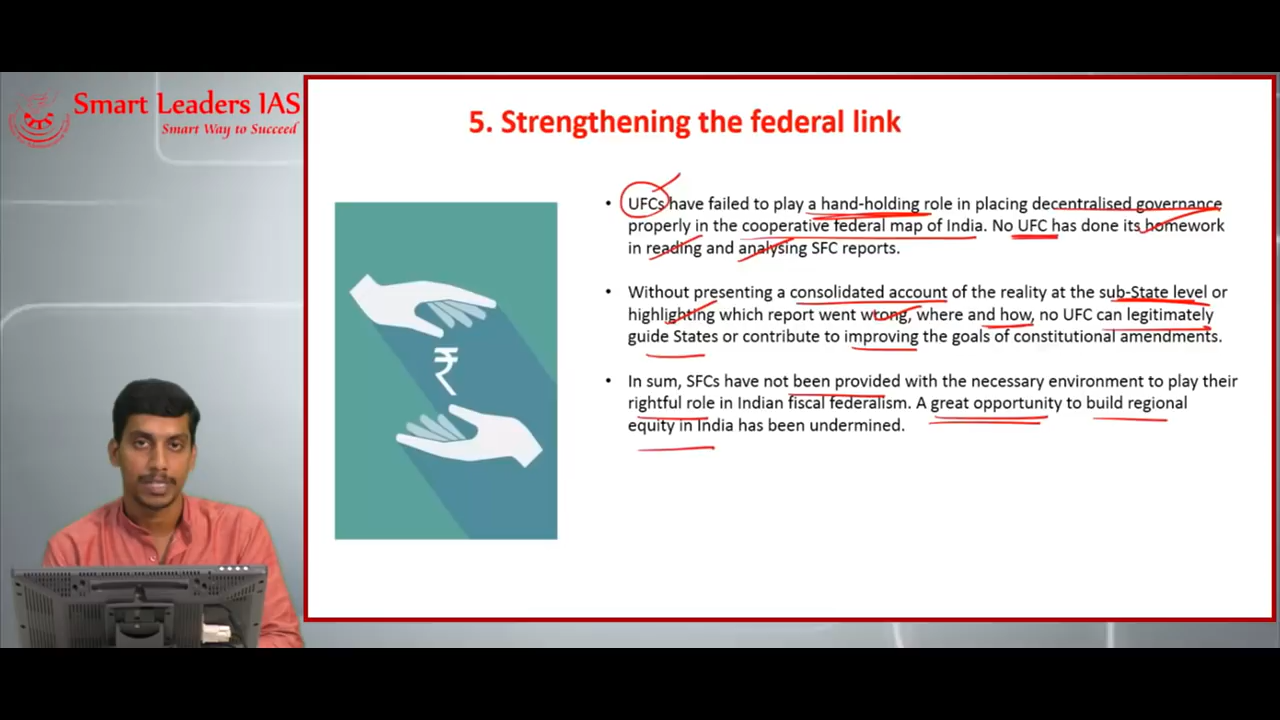 Smart Leaders IAS
Smart Way to Succeed
5. Strengthening the federal link
• UFCs have failed to play a hand-holding role in placing decentralised governance
properly in the cooperative federal map of India. No UFC has done its homework
in reading and analysing SFC reports.
• Without presenting a consolidated account of the reality at the sub-State level or
highlighting which report went wrong, where and how, no UFC can legitimately
guide States or contribute to improving the goals of constitutional amendments.
• In sum, SFCs have not been provided with the necessary environment to play their
rightful role in Indian fiscal federalism. A great opportunity to build regional
equity in India has been undermined.
₹